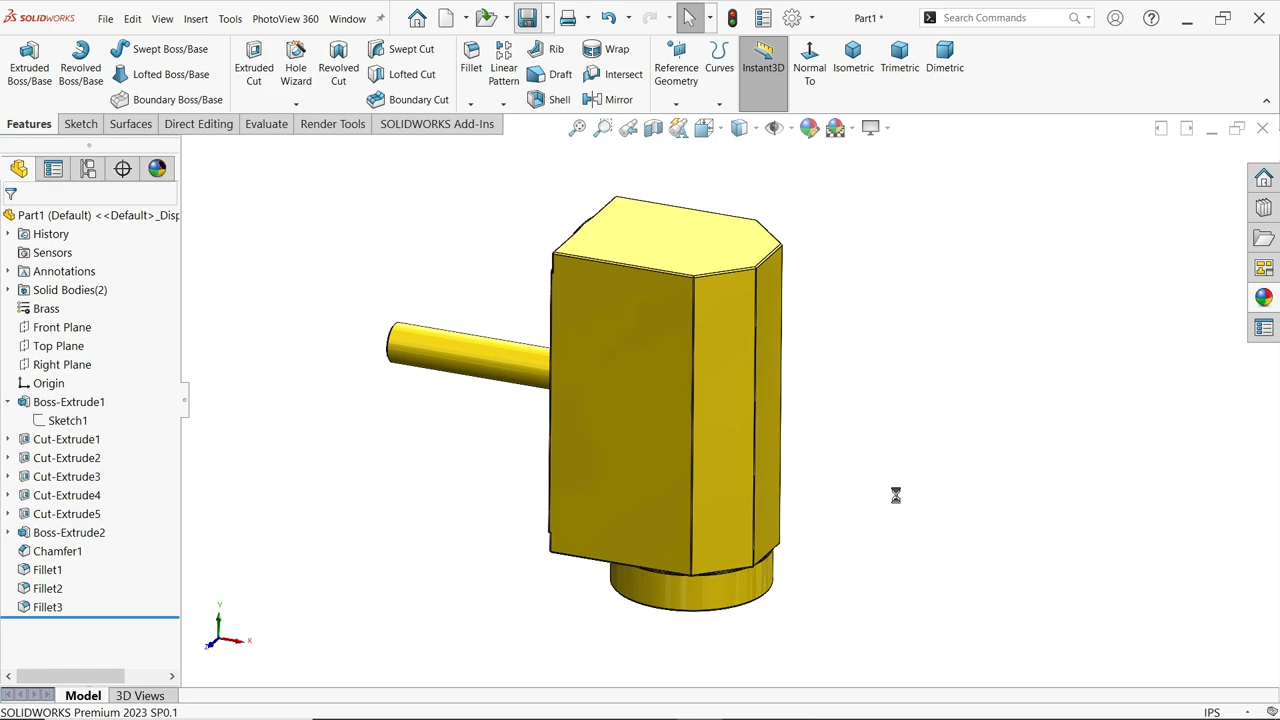 SOLIDWORKS File Edit View Insert Tools PhotoView 360 Window Part1 * Search Commands
Extruded Boss/Base
Revolved Boss/Base
Swept Boss/Base
Lofted Boss/Base
Boundary Boss/Base
Extruded Cut
Hole Wizard
Revolved Cut
Swept Cut
Lofted Cut
Boundary Cut
Fillet
Linear Pattern
Rib
Draft
Shell
Wrap
Intersect
Mirror
Reference Geometry
Curves
Instant3D
Normal To
Isometric
Trimetric
Dimetric
Features Sketch Surfaces Direct Editing Evaluate Render Tools SOLIDWORKS Add-Ins
Part1 (Default) <<Default>_Disp
History
Sensors
Annotations
Solid Bodies(2)
Brass
Front Plane
Top Plane
Right Plane
Origin
Boss-Extrude1
Sketch1
Cut-Extrude1
Cut-Extrude2
Cut-Extrude3
Cut-Extrude4
Cut-Extrude5
Boss-Extrude2
Chamfer1
Fillet1
Fillet2
Fillet3
Y
X
Z
Model 3D Views
SOLIDWORKS Premium 2023 SP0.1 IPS